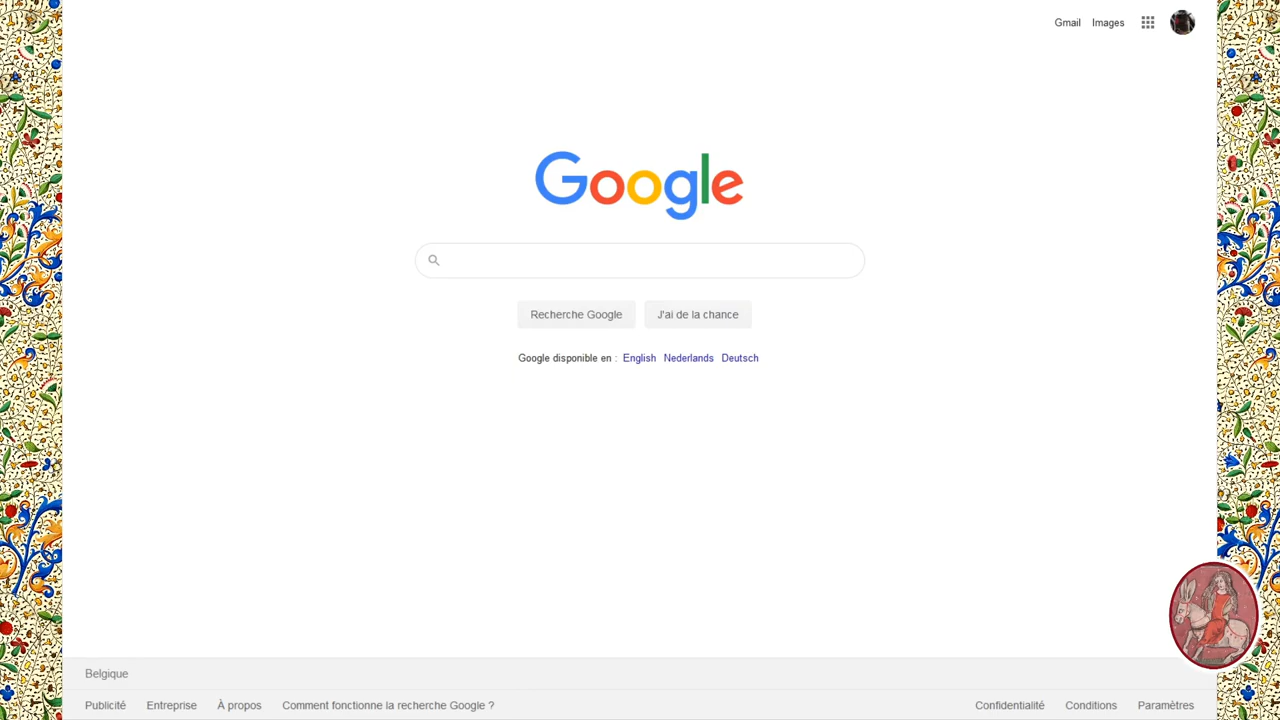 Gmail Images
Google
Recherche Google J'ai de la chance
Google disponible en : English Nederlands Deutsch
Belgique
Publicité Entreprise À propos Comment fonctionne la recherche Google ? Confidentialité Conditions Paramètres